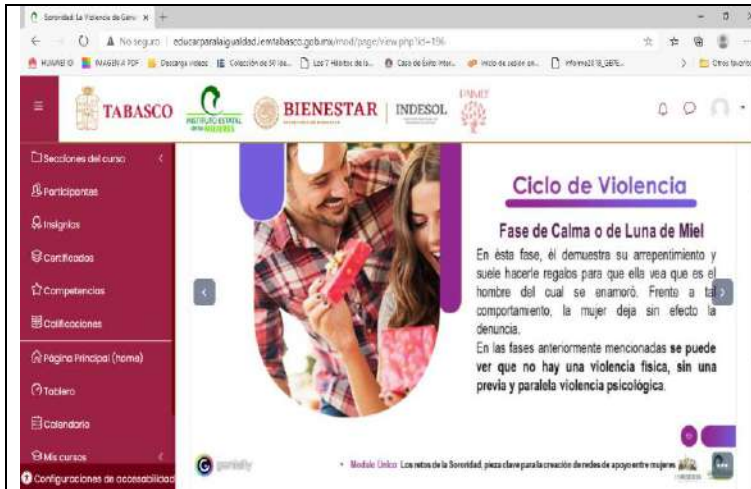 Sororidad: La Violencia de Géne
No seguro | educarparalaigualdad.iemtabasco.gob.mx/mod/page/view.php?id=196
HUAWEI ID
IMAGEN A PDF
Descarga videos
Colección de 50 las...
Los 7 Hábitos de la...
Caso de Éxito Inter...
Inicio de sesión en...
Otros favoritos
TABASCO
INSTITUTO ESTATAL
DE LAS MUJERES
BIENESTAR
INDESOL
PAIMEF
Secciones del curso
Participantes
Insignias
Certificados
Competencias
Calificaciones
Página Principal (home)
Tablero
Calendario
Mis cursos
Configuraciones de accesabilidad
Ciclo de Violencia
Fase de Calma o de Luna de Miel
En ésta fase, él demuestra su arrepentimiento y
suele hacerle regalos para que ella vea que es el
hombre del cual se enamoró. Frente a tal
comportamiento, la mujer deja sin efecto la
denuncia.
En las fases anteriormente mencionadas se puede
ver que no hay una violencia física, sin una
previa y paralela violencia psicológica.
genially
• Modulo Único: Los retos de la Sororidad, pieza clave para la creación de redes de apoyo entre mujeres